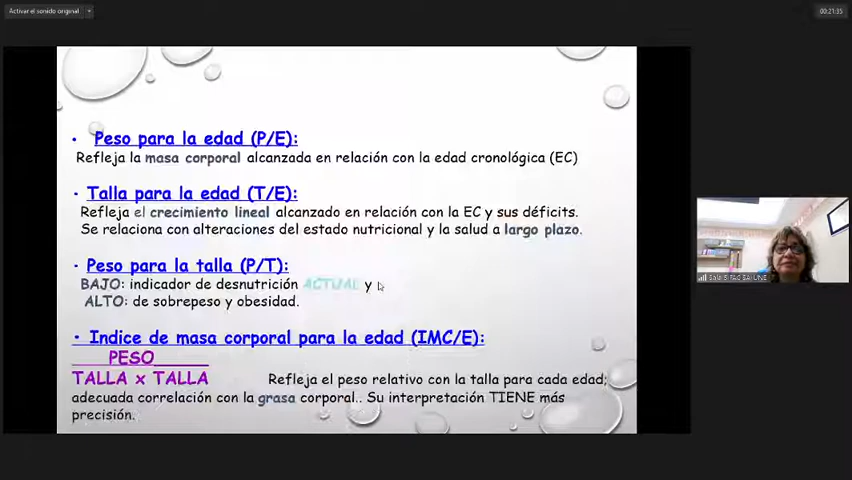 Activar el sonido original
00:21:35
• Peso para la edad (P/E):
Refleja la masa corporal alcanzada en relación con la edad cronológica (EC)
• Talla para la edad (T/E):
Refleja el crecimiento lineal alcanzado en relación con la EC y sus déficits.
Se relaciona con alteraciones del estado nutricional y la salud a largo plazo.
• Peso para la talla (P/T):
BAJO: indicador de desnutrición ACTUAL y
ALTO: de sobrepeso y obesidad.
• Indice de masa corporal para la edad (IMC/E):
PESO
TALLA x TALLA Refleja el peso relativo con la talla para cada edad;
adecuada correlación con la grasa corporal.. Su interpretación TIENE más
precisión.